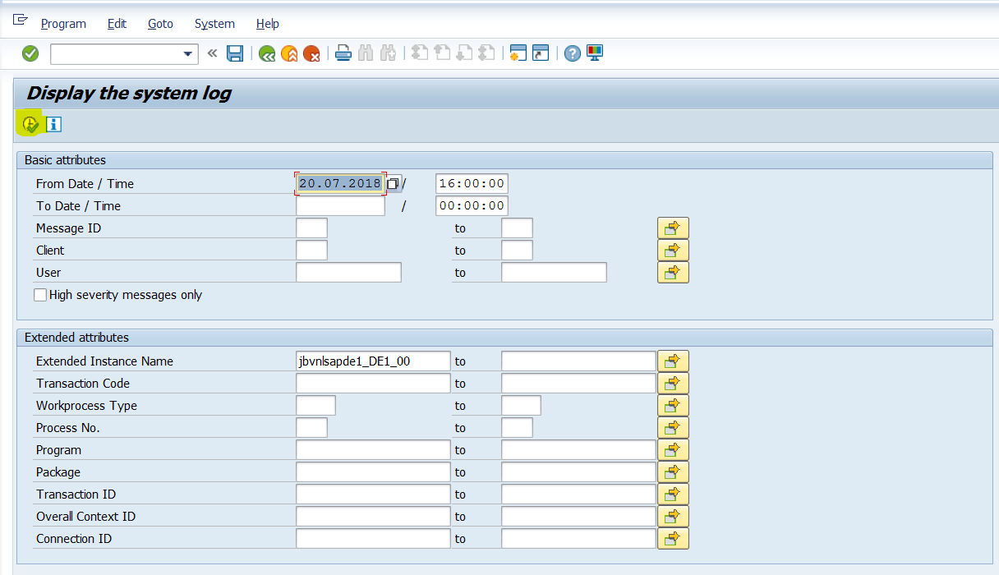 Program Edit Goto System Help
Display the system log
Basic attributes
From Date / Time 20.07.2018 / 16:00:00
To Date / Time / 00:00:00
Message ID to
Client to
User to
High severity messages only
Extended attributes
Extended Instance Name jbvnlsapde1_DE1_00 to
Transaction Code to
Workprocess Type to
Process No. to
Program to
Package to
Transaction ID to
Overall Context ID to
Connection ID to